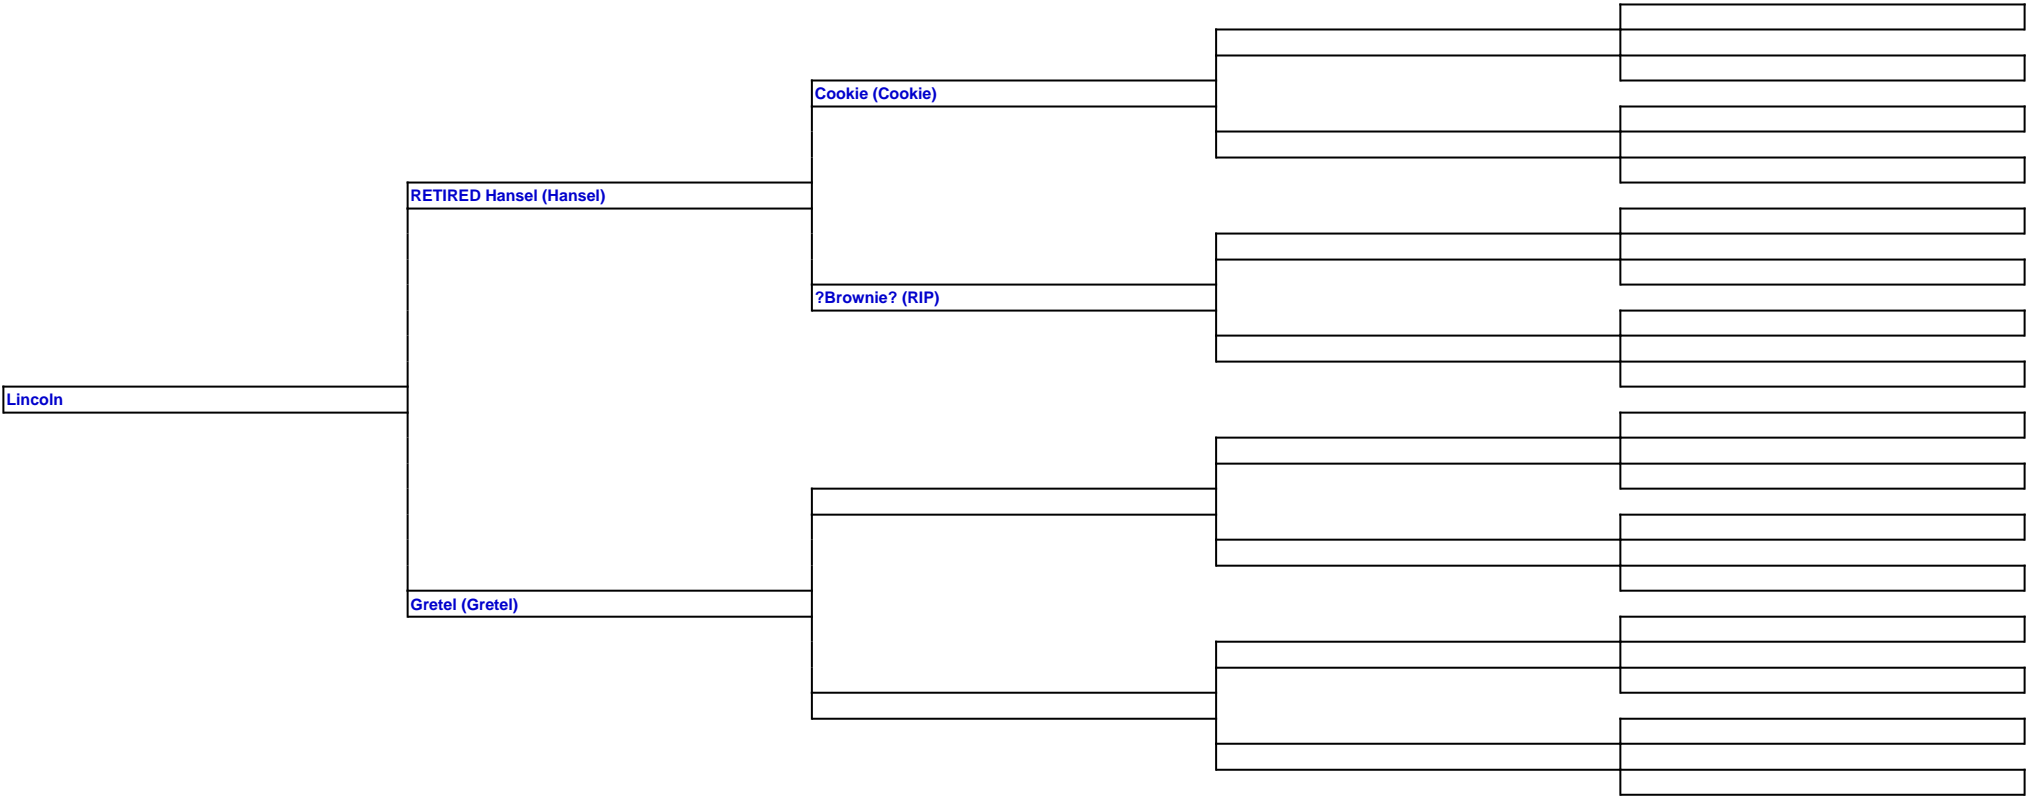 Cookie (Cookie)
RETIRED Hansel (Hansel)
?Brownie? (RIP)
Lincoln
Gretel (Gretel)